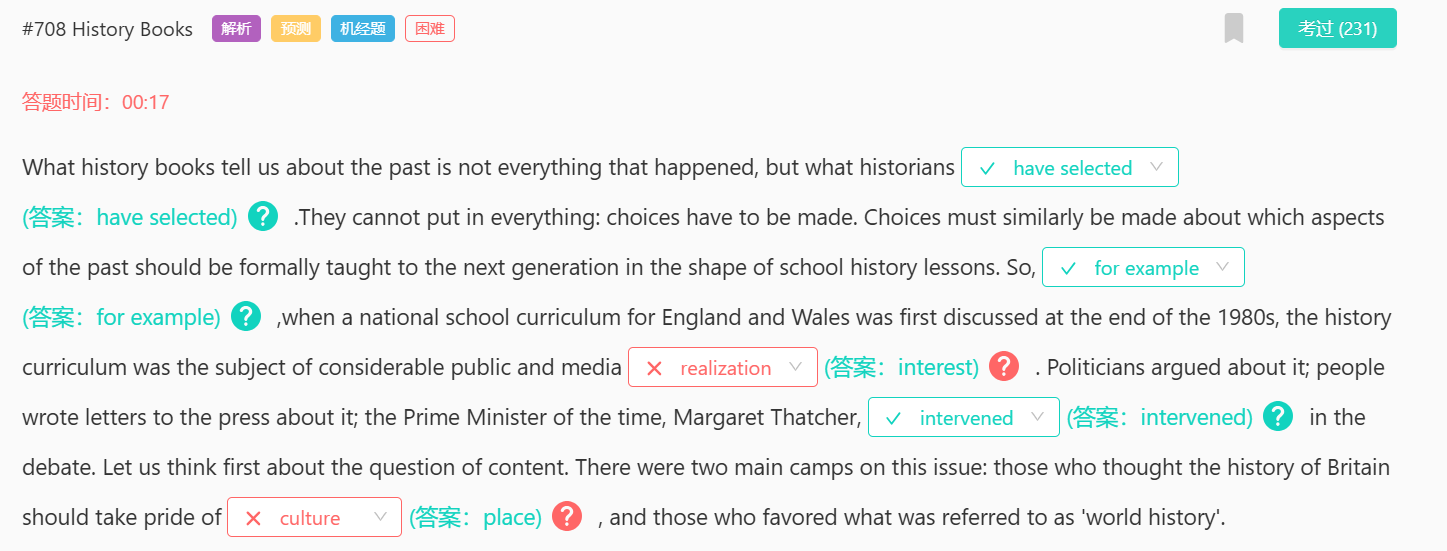 #708 History Books 解析 预测 机经题 困难 考过 (231)
答题时间：00:17
What history books tell us about the past is not everything that happened, but what historians have selected
(答案：have selected) ? .They cannot put in everything: choices have to be made. Choices must similarly be made about which aspects
of the past should be formally taught to the next generation in the shape of school history lessons. So, for example
(答案：for example) ? ,when a national school curriculum for England and Wales was first discussed at the end of the 1980s, the history
curriculum was the subject of considerable public and media realization (答案：interest) ? . Politicians argued about it; people
wrote letters to the press about it; the Prime Minister of the time, Margaret Thatcher, intervened (答案：intervened) ? in the
debate. Let us think first about the question of content. There were two main camps on this issue: those who thought the history of Britain
should take pride of culture (答案：place) ? , and those who favored what was referred to as 'world history'.